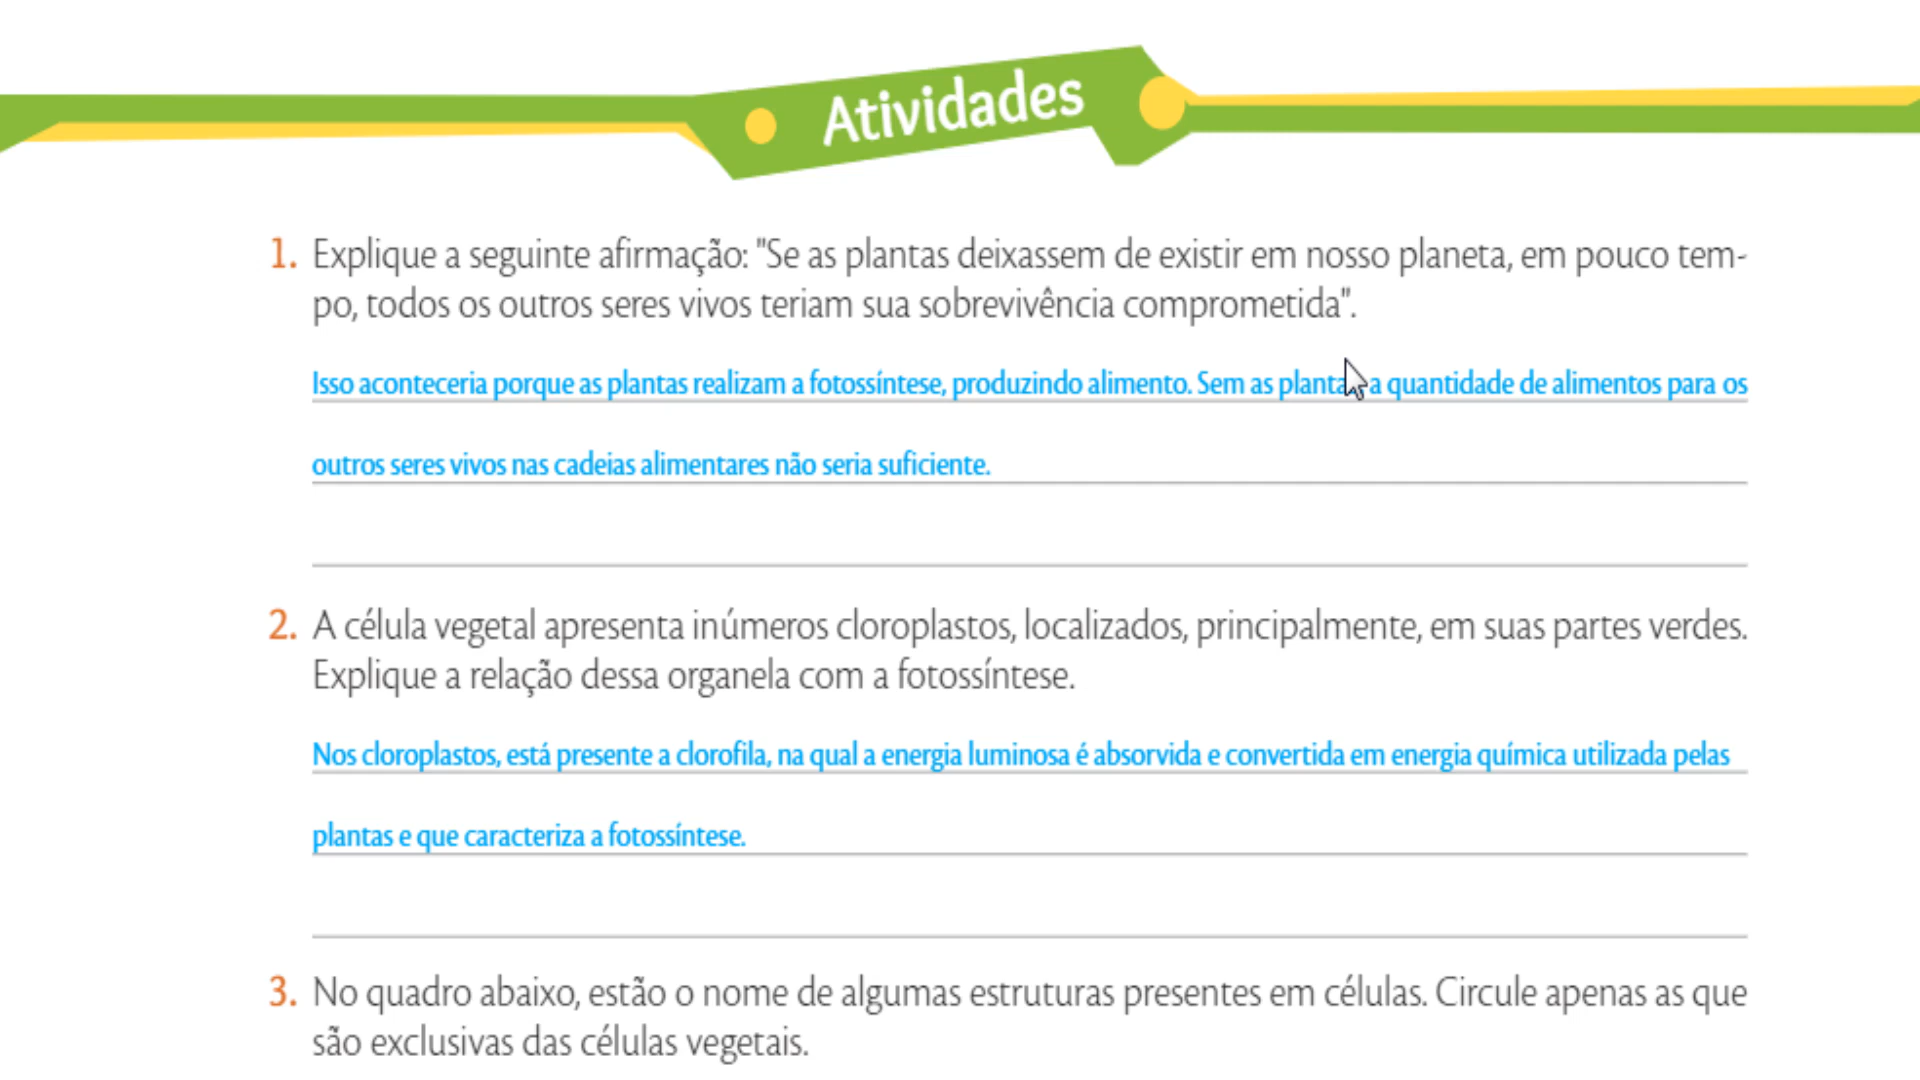 Atividades
1. Explique a seguinte afirmação: "Se as plantas deixassem de existir em nosso planeta, em pouco tem-
po, todos os outros seres vivos teriam sua sobrevivência comprometida".
Isso aconteceria porque as plantas realizam a fotossíntese, produzindo alimento. Sem as plantas, a quantidade de alimentos para os
outros seres vivos nas cadeias alimentares não seria suficiente.
2. A célula vegetal apresenta inúmeros cloroplastos, localizados, principalmente, em suas partes verdes.
Explique a relação dessa organela com a fotossíntese.
Nos cloroplastos, está presente a clorofila, na qual a energia luminosa é absorvida e convertida em energia química utilizada pelas
plantas e que caracteriza a fotossíntese.
3. No quadro abaixo, estão o nome de algumas estruturas presentes em células. Circule apenas as que
são exclusivas das células vegetais.